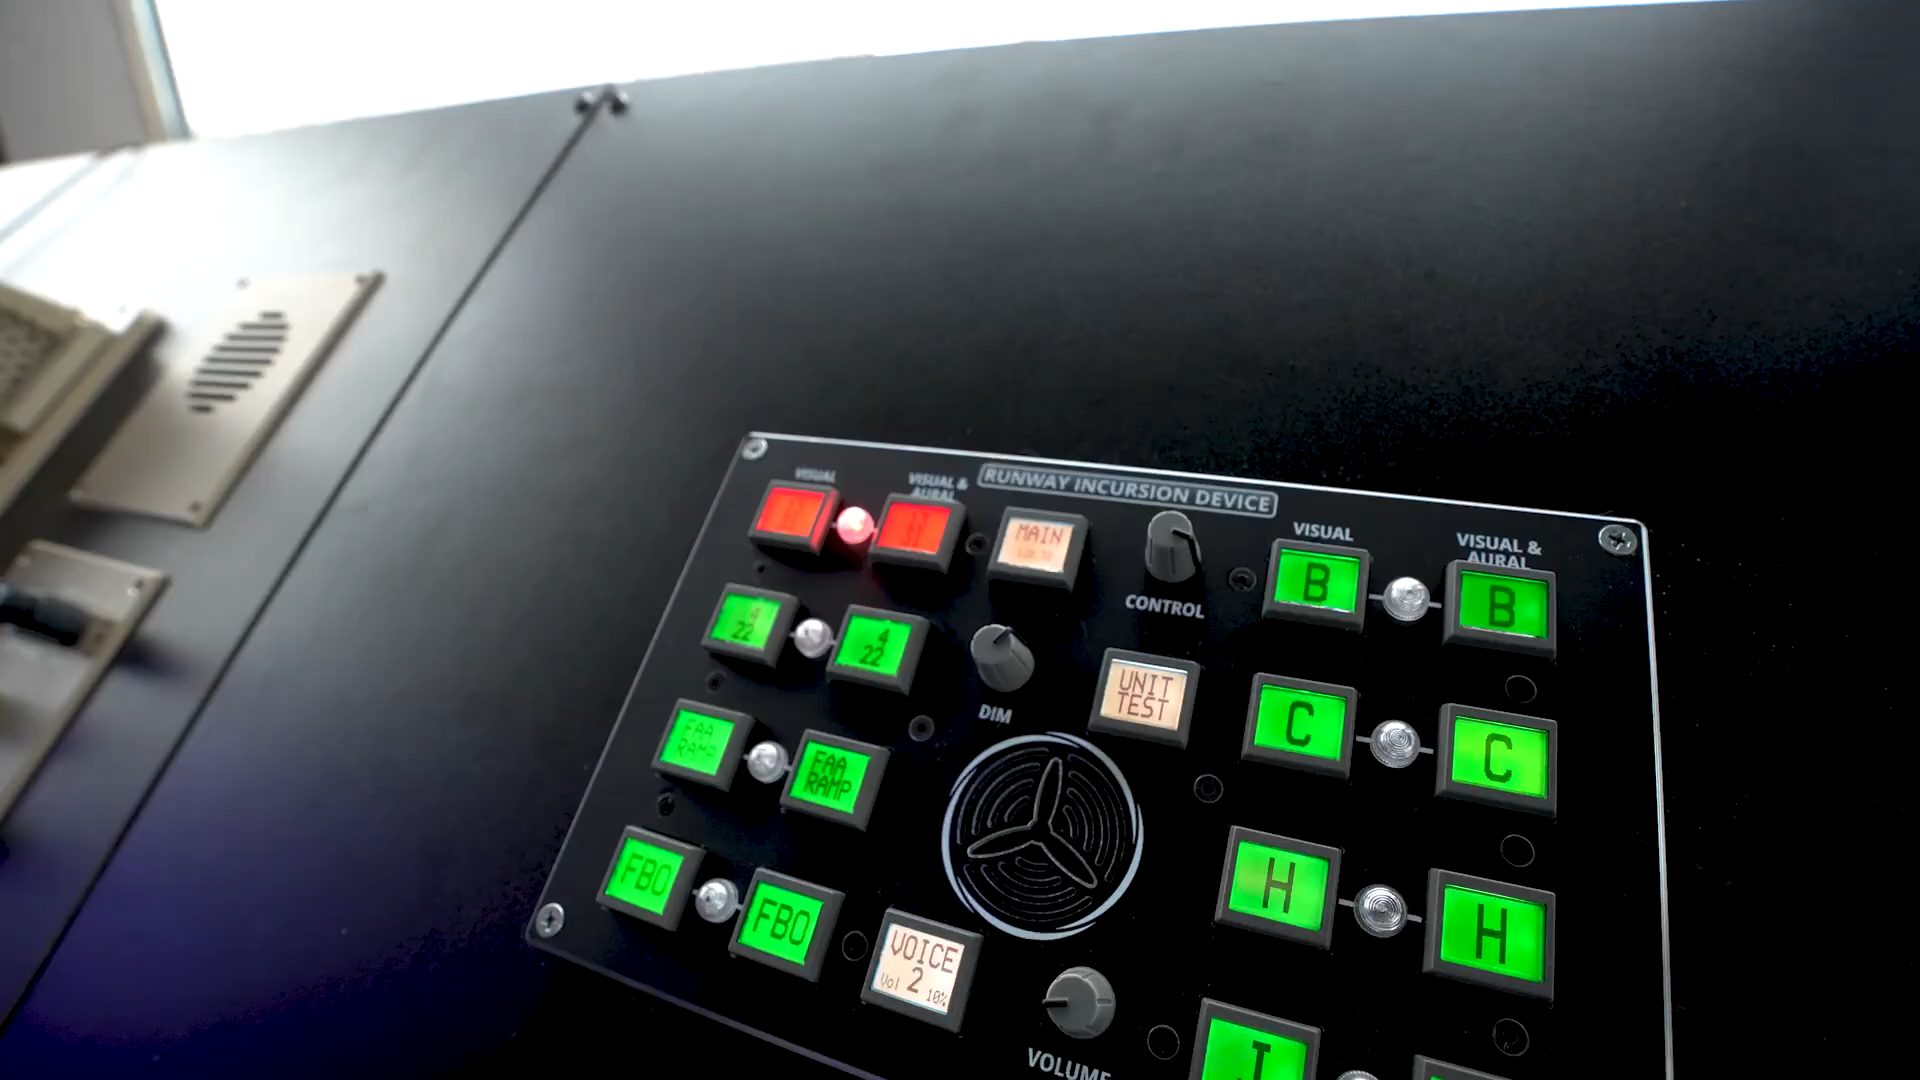 VISUAL
VISUAL &
AURAL
RUNWAY INCURSION DEVICE
MAIN
CONTROL
VISUAL
VISUAL &
AURAL
B
B
4
22
4
22
DIM
UNIT
TEST
C
C
FAA
RAMP
FAA
RAMP
FBO
FBO
H
H
VOICE
2
Vol 10%
VOLUME